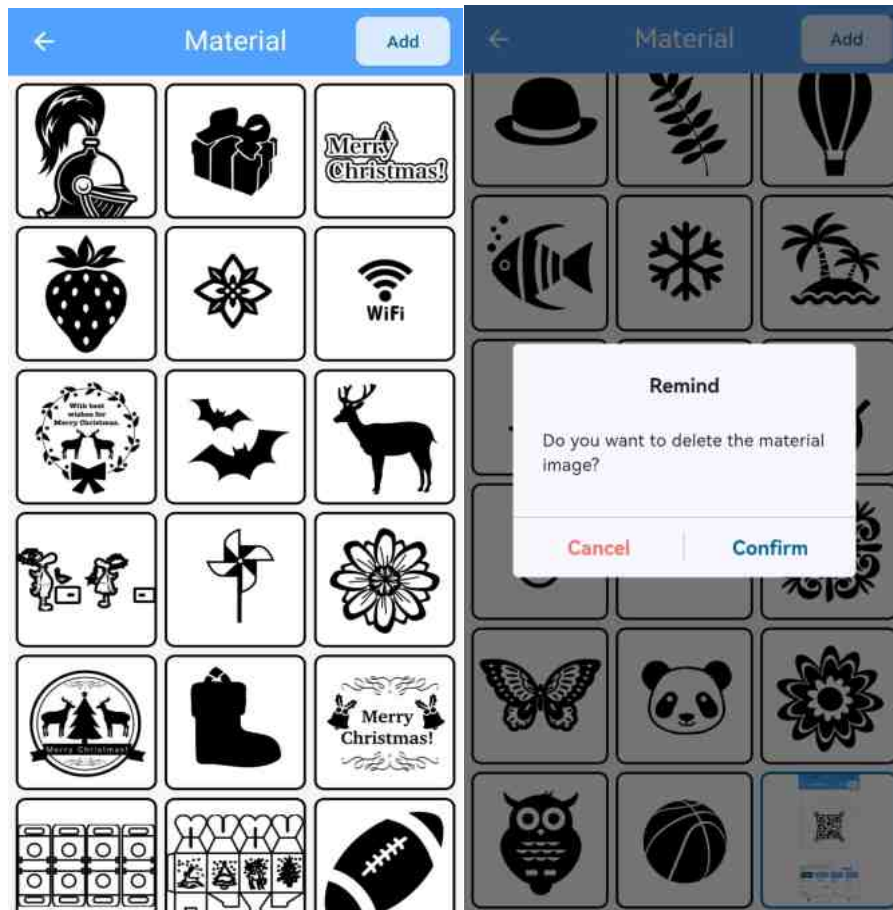 Material
Add
Merry
Christmas!
WiFi
With best
wishes for
Merry Christmas.
Merry Christmas!
Merry
Christmas!
Material
Add
Remind
Do you want to delete the material
image?
Cancel
Confirm